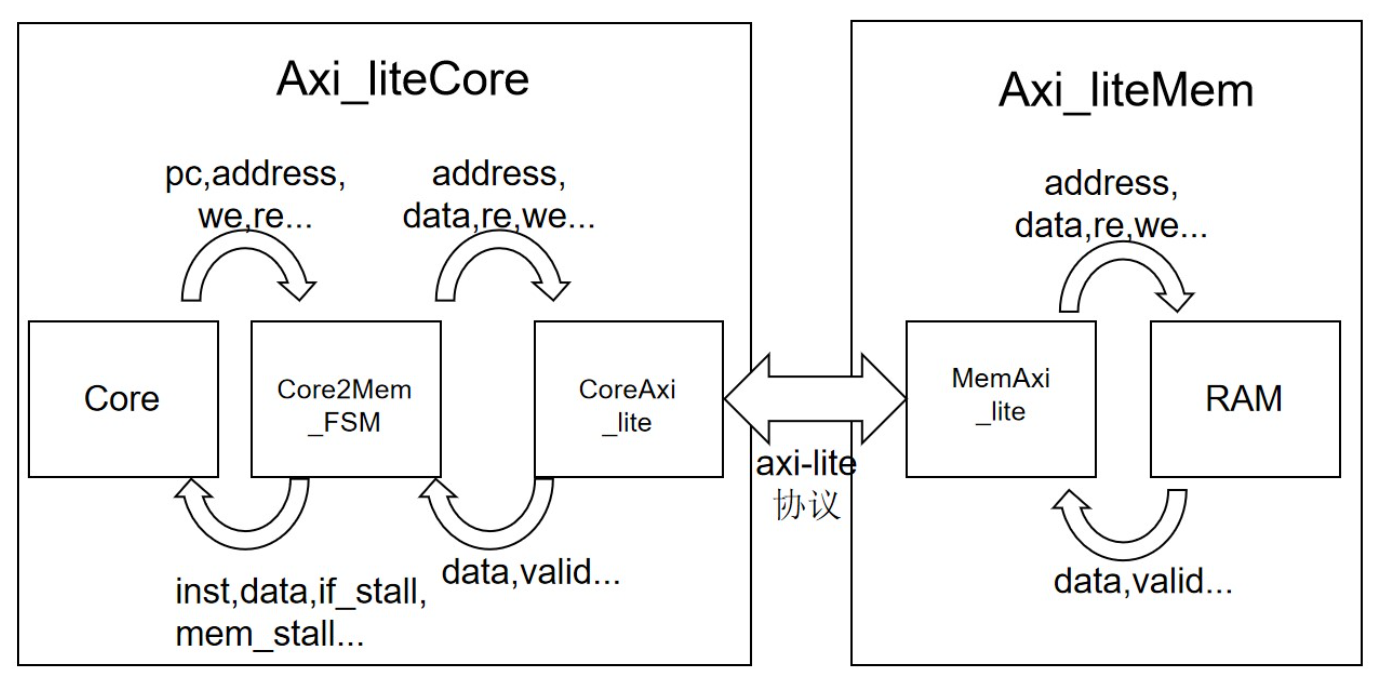 Axi_liteCore
pc,address,
we,re...
address,
data,re,we...
Core
Core2Mem
_FSM
CoreAxi
_lite
inst,data,if_stall,
mem_stall...
data,valid...
axi-lite
协议
Axi_liteMem
address,
data,re,we...
MemAxi
_lite
RAM
data,valid...